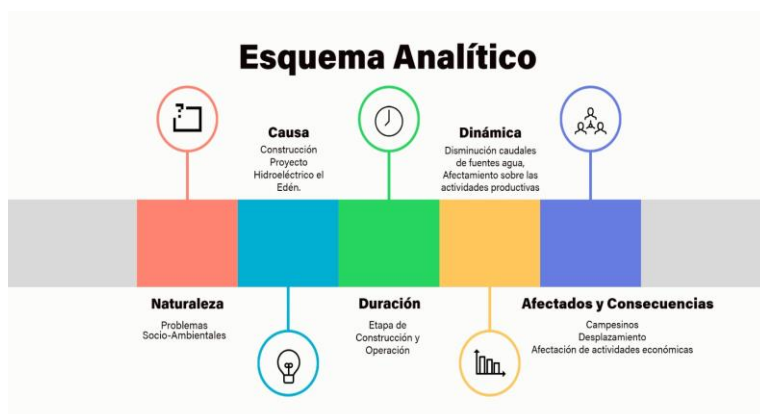 Esquema Analítico
Causa
Construcción
Proyecto
Hidroeléctrico el
Edén.
Dinámica
Disminución caudales
de fuentes agua,
Afectamiento sobre las
actividades productivas
Naturaleza
Problemas
Socio-Ambientales
Duración
Etapa de
Construcción y
Operación
Afectados y Consecuencias
Campesinos
Desplazamiento
Afectación de actividades económicas